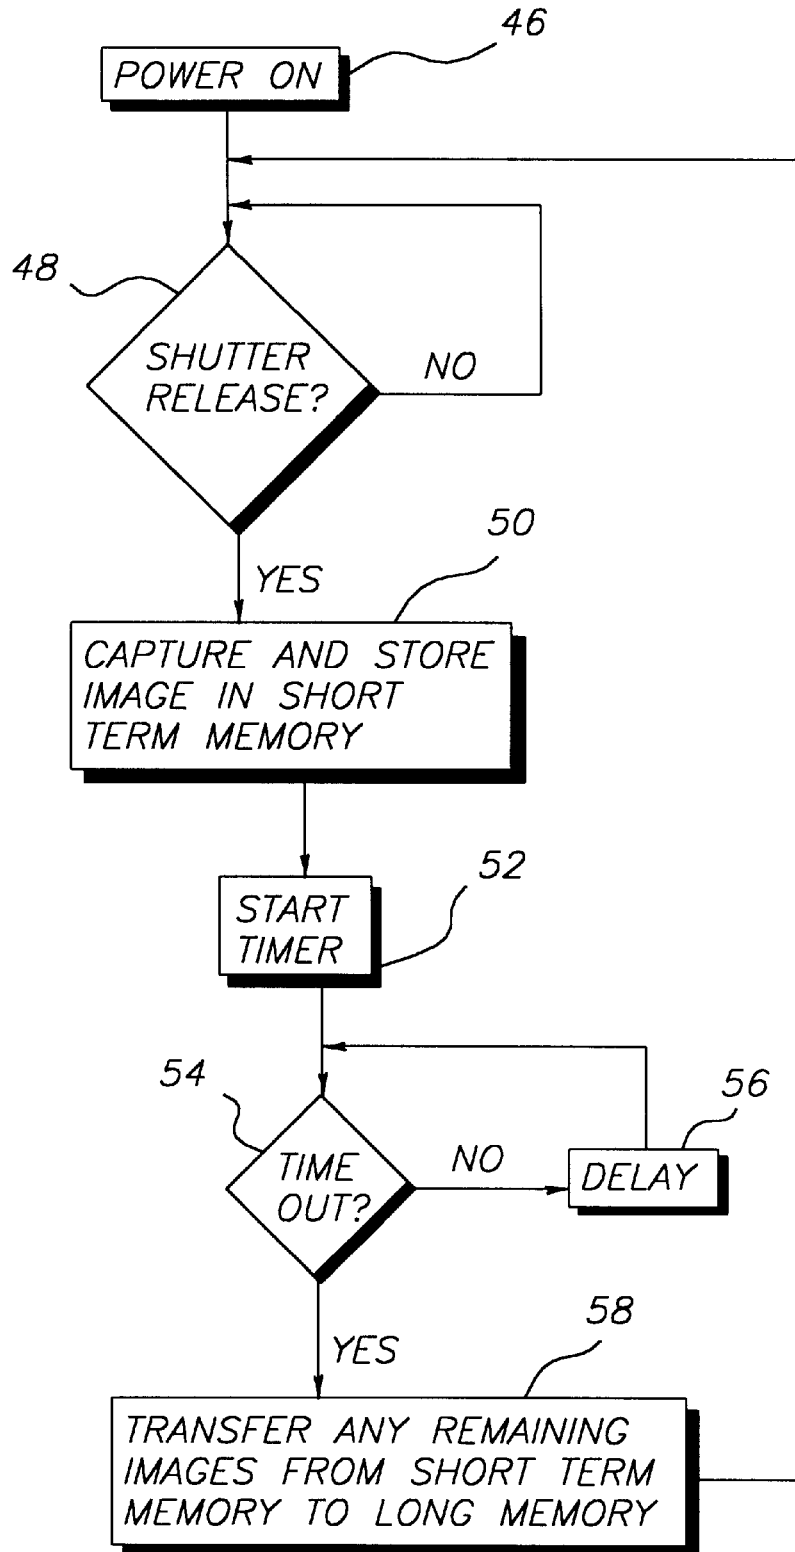 46
POWER ON
48
SHUTTER
RELEASE?
NO
50
YES
CAPTURE AND STORE
IMAGE IN SHORT
TERM MEMORY
52
START
TIMER
54
56
TIME
OUT?
NO
DELAY
58
YES
TRANSFER ANY REMAINING
IMAGES FROM SHORT TERM
MEMORY TO LONG MEMORY